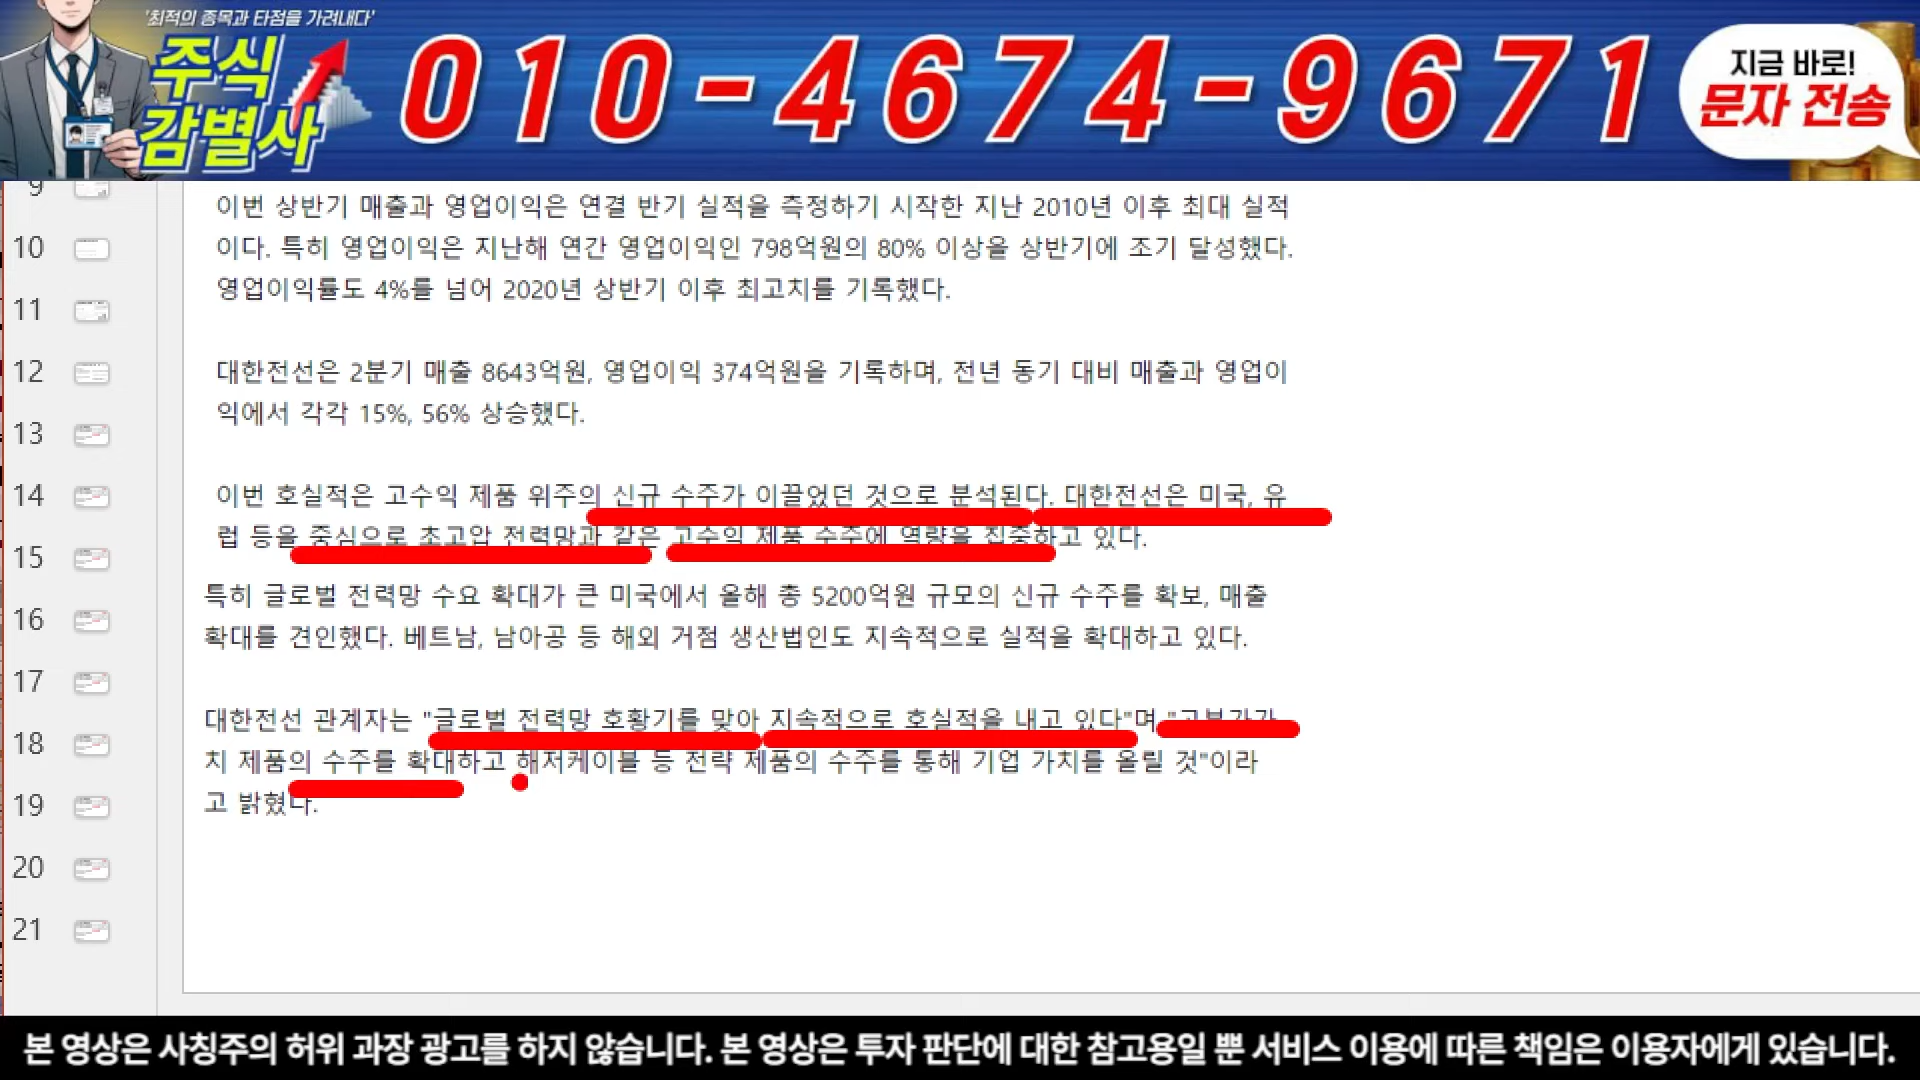 '최적의 종목과 타점을 가려내다'
주식
감별사
010-4674-9671
지금 바로!
문자 전송
9
10
11
12
13
14
15
16
17
18
19
20
21
이번 상반기 매출과 영업이익은 연결 반기 실적을 측정하기 시작한 지난 2010년 이후 최대 실적
이다. 특히 영업이익은 지난해 연간 영업이익인 798억원의 80% 이상을 상반기에 조기 달성했다.
영업이익률도 4%를 넘어 2020년 상반기 이후 최고치를 기록했다.
대한전선은 2분기 매출 8643억원, 영업이익 374억원을 기록하며, 전년 동기 대비 매출과 영업이
익에서 각각 15%, 56% 상승했다.
이번 호실적은 고수익 제품 위주의 신규 수주가 이끌었던 것으로 분석된다. 대한전선은 미국, 유
럽 등을 중심으로 초고압 전력망과 같은 고수익 제품 수주에 역량을 집중하고 있다.
특히 글로벌 전력망 수요 확대가 큰 미국에서 올해 총 5200억원 규모의 신규 수주를 확보, 매출
확대를 견인했다. 베트남, 남아공 등 해외 거점 생산법인도 지속적으로 실적을 확대하고 있다.
대한전선 관계자는 "글로벌 전력망 호황기를 맞아 지속적으로 호실적을 내고 있다"며 "고부가가
치 제품의 수주를 확대하고 해저케이블 등 전략 제품의 수주를 통해 기업 가치를 올릴 것"이라
고 밝혔다.
본 영상은 사칭주의 허위 과장 광고를 하지 않습니다. 본 영상은 투자 판단에 대한 참고용일 뿐 서비스 이용에 따른 책임은 이용자에게 있습니다.